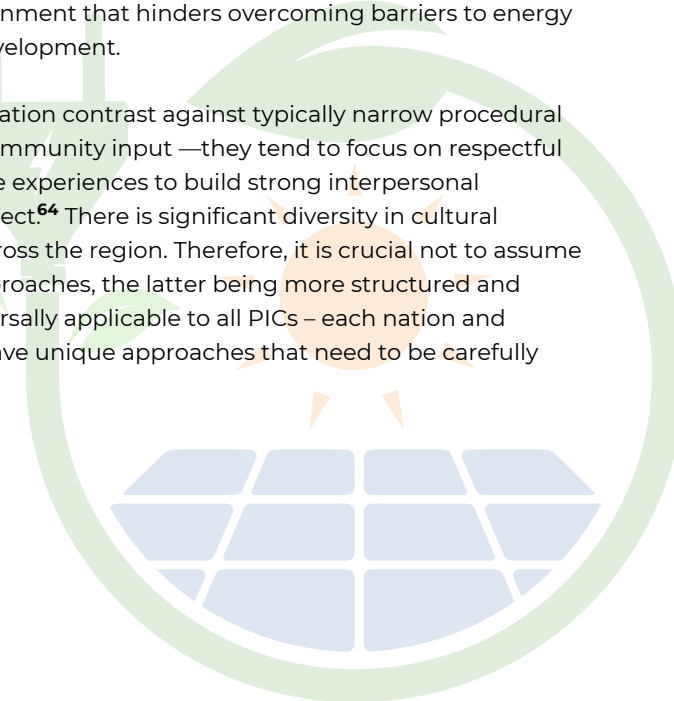 nment that hinders overcoming barriers to energy
velopment.
ation contrast against typically narrow procedural
mmunity input —they tend to focus on respectful
e experiences to build strong interpersonal
ect.64 There is significant diversity in cultural
ross the region. Therefore, it is crucial not to assume
roaches, the latter being more structured and
rsally applicable to all PICs – each nation and
ve unique approaches that need to be carefully